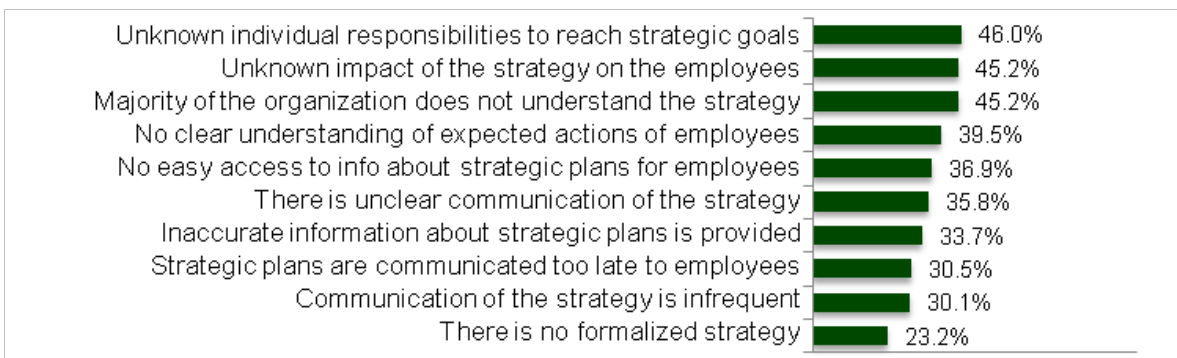 Unknown individual responsibilities to reach strategic goals 46.0%
Unknown impact of the strategy on the employees 45.2%
Majority of the organization does not understand the strategy 45.2%
No clear understanding of expected actions of employees 39.5%
No easy access to info about strategic plans for employees 36.9%
There is unclear communication of the strategy 35.8%
Inaccurate information about strategic plans is provided 33.7%
Strategic plans are communicated too late to employees 30.5%
Communication of the strategy is infrequent 30.1%
There is no formalized strategy 23.2%